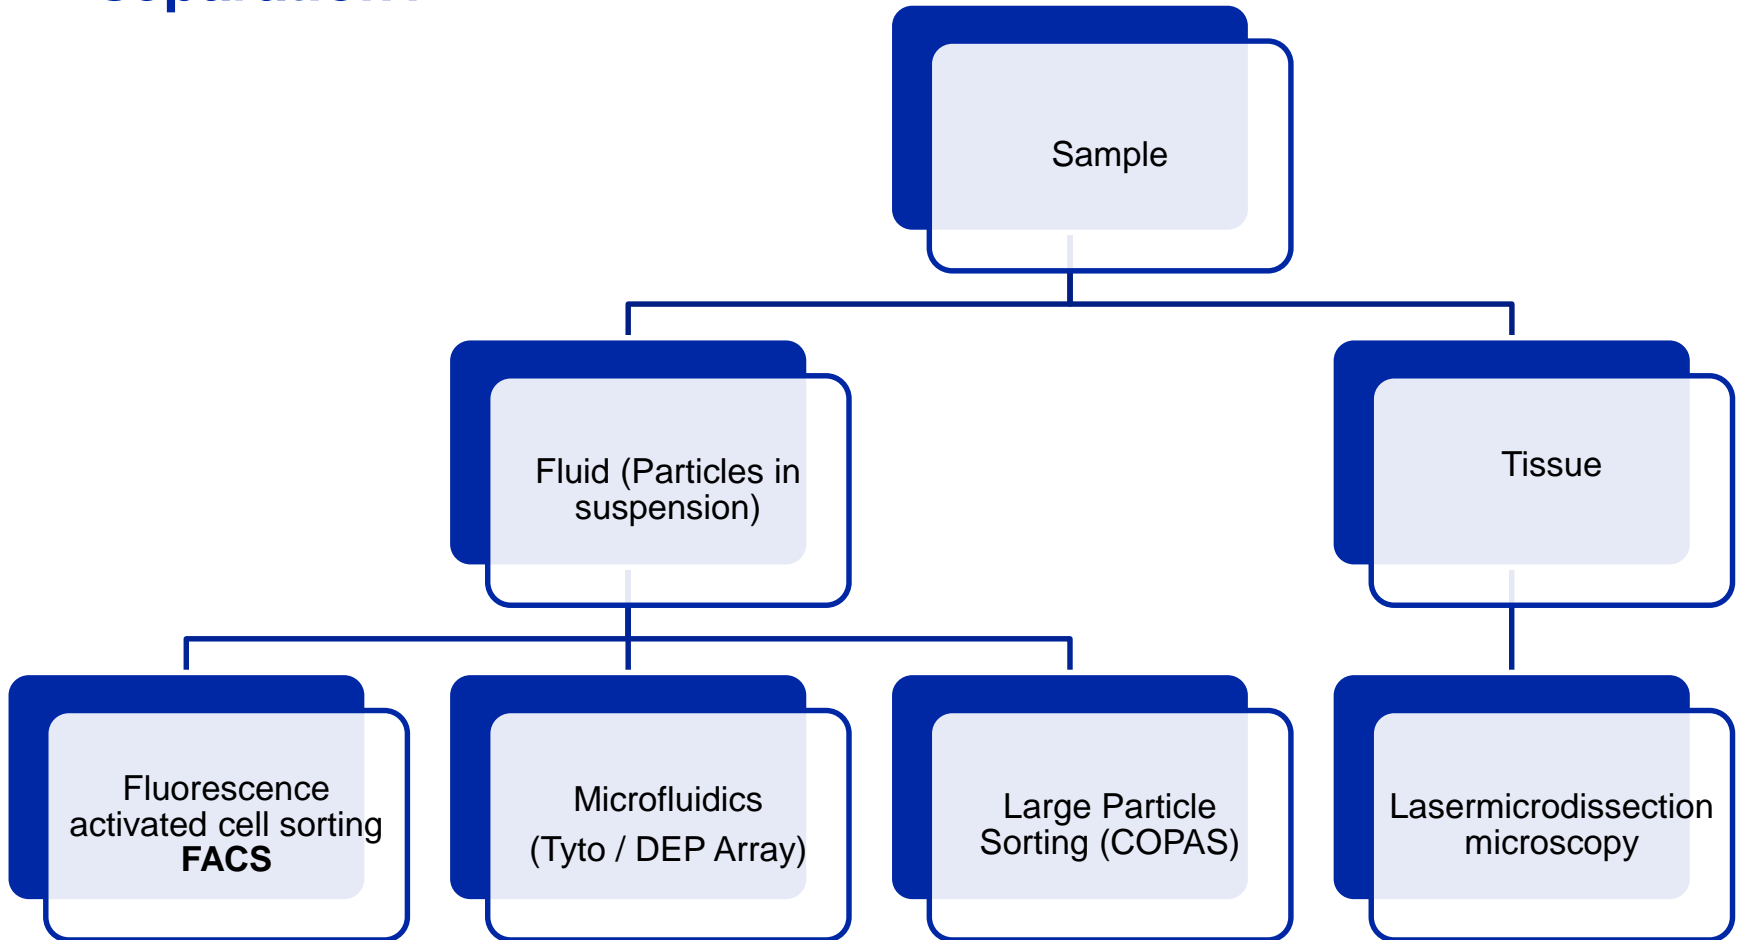 Sample
Fluid (Particles in
suspension)
Tissue
Fluorescence
activated cell sorting
FACS
Microfluidics
(Tyto / DEP Array)
Large Particle
Sorting (COPAS)
Lasermicrodissection
microscopy